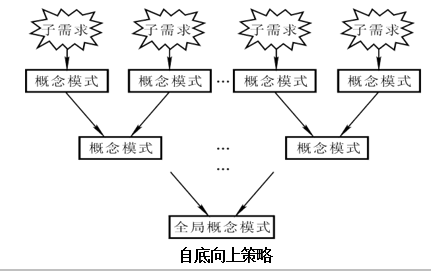 子需求 子需求 子需求 子需求
概念模式 概念模式 … 概念模式 概念模式
概念模式 … 概念模式
…
全局概念模式
自底向上策略